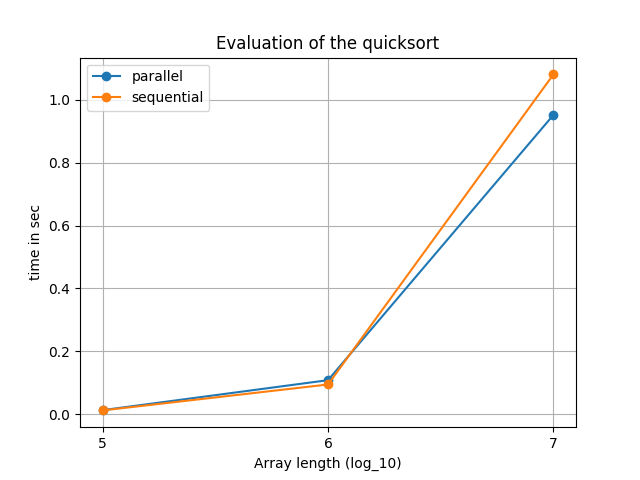 Evaluation of the quicksort
parallel
sequential
1.0
0.8
0.6
0.4
0.2
0.0
time in sec
5 6 7
Array length (log_10)